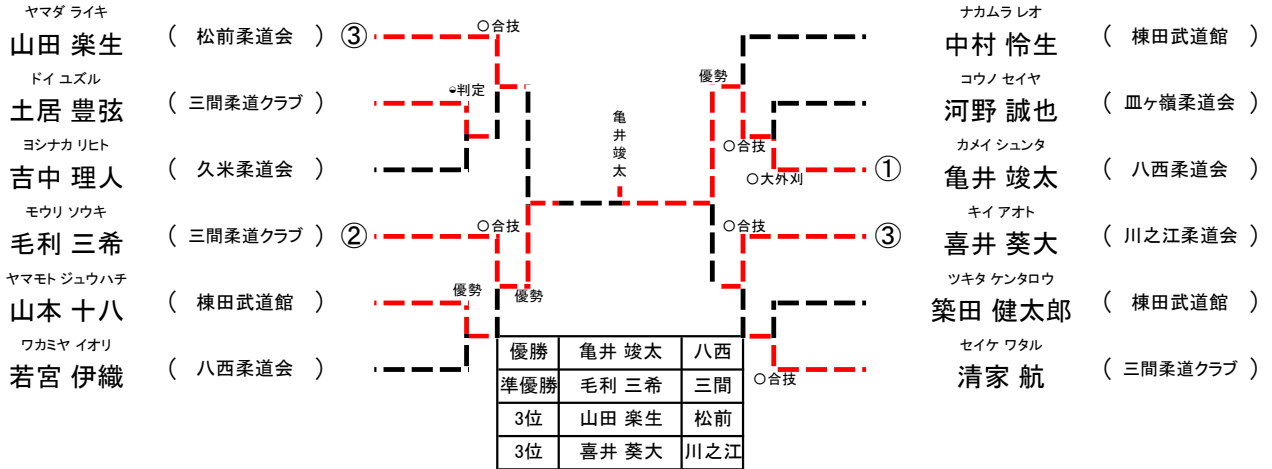 ヤマダ ライキ
山田 楽生 ( 松前柔道会 ) ③
ドイ ユズル
土居 豊弦 ( 三間柔道クラブ )
ヨシナカ リヒト
吉中 理人 ( 久米柔道会 )
モウリ ソウキ
毛利 三希 ( 三間柔道クラブ ) ②
ヤマモト ジュウハチ
山本 十八 ( 棟田武道館 )
ワカミヤ イオリ
若宮 伊織 ( 八西柔道会 )
○合技
判定
○合技
優勢
優勢
亀井竣太
優勢
○合技
○大外刈
○合技
○合技
ナカムラ レオ
中村 怜生 ( 棟田武道館 )
コウノ セイヤ
河野 誠也 ( 皿ヶ嶺柔道会 )
カメイ シュンタ
① 亀井 竣太 ( 八西柔道会 )
キイ アオト
③ 喜井 葵大 ( 川之江柔道会 )
ツキタ ケンタロウ
築田 健太郎 ( 棟田武道館 )
セイケ ワタル
清家 航 ( 三間柔道クラブ )
優勝 亀井 竣太 八西
準優勝 毛利 三希 三間
3位 山田 楽生 松前
3位 喜井 葵大 川之江